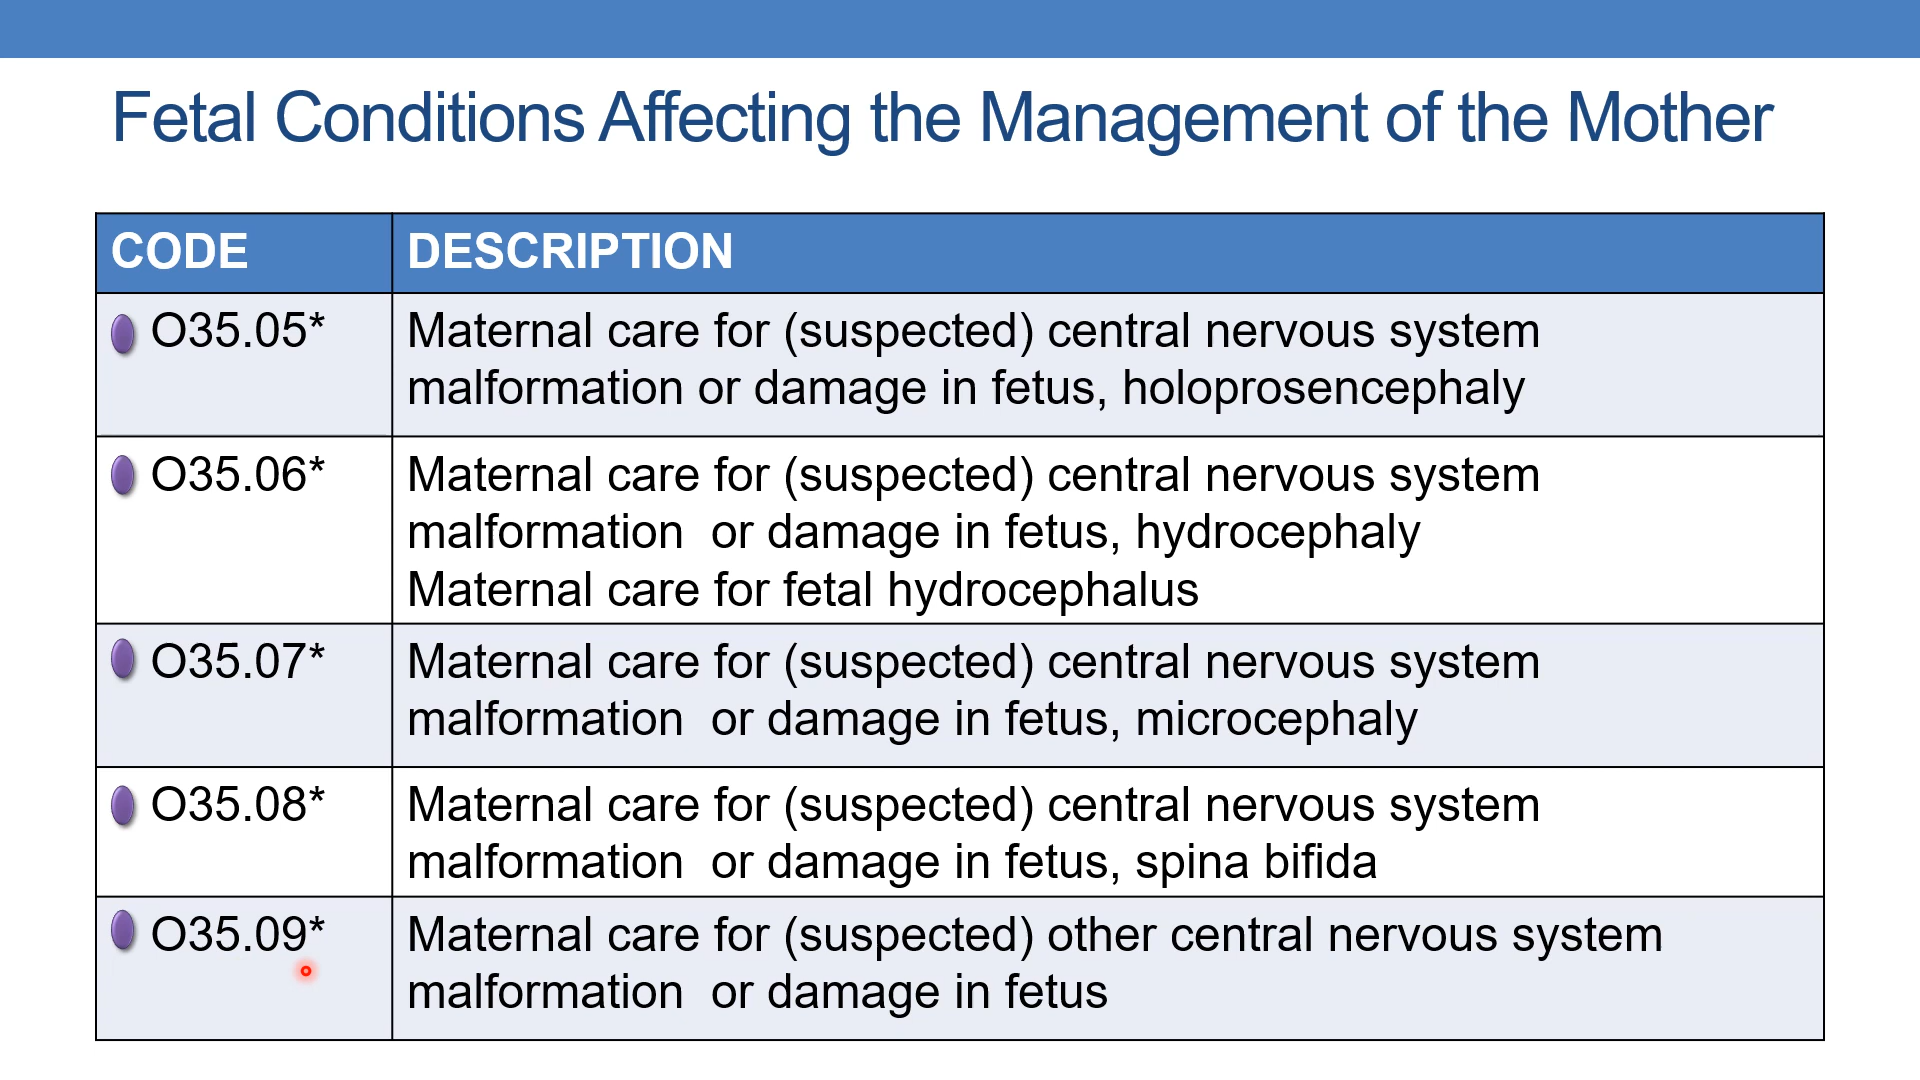 Fetal Conditions Affecting the Management of the Mother
CODE
DESCRIPTION
O35.05*
Maternal care for (suspected) central nervous system
malformation or damage in fetus, holoprosencephaly
O35.06*
Maternal care for (suspected) central nervous system
malformation  or damage in fetus, hydrocephaly
Maternal care for fetal hydrocephalus
O35.07*
Maternal care for (suspected) central nervous system
malformation  or damage in fetus, microcephaly
O35.08*
Maternal care for (suspected) central nervous system
malformation  or damage in fetus, spina bifida
O35.09*
Maternal care for (suspected) other central nervous system
malformation  or damage in fetus